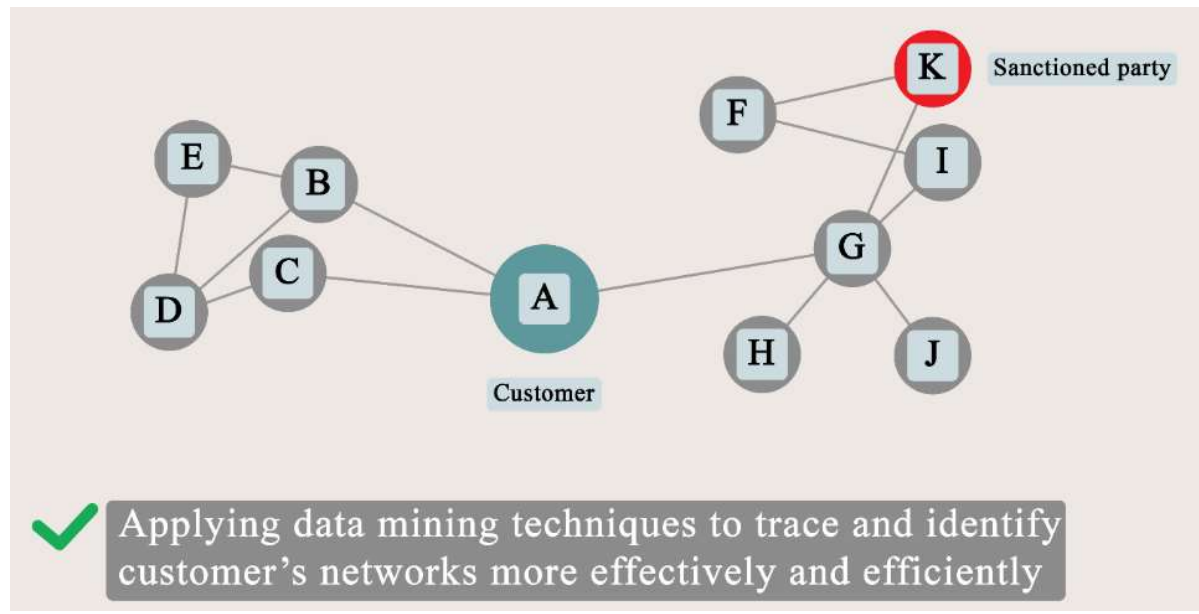 K
Sanctioned party
F
E
I
B
G
C
A
D
H
J
Customer
Applying data mining techniques to trace and identify
customer’s networks more effectively and efficiently